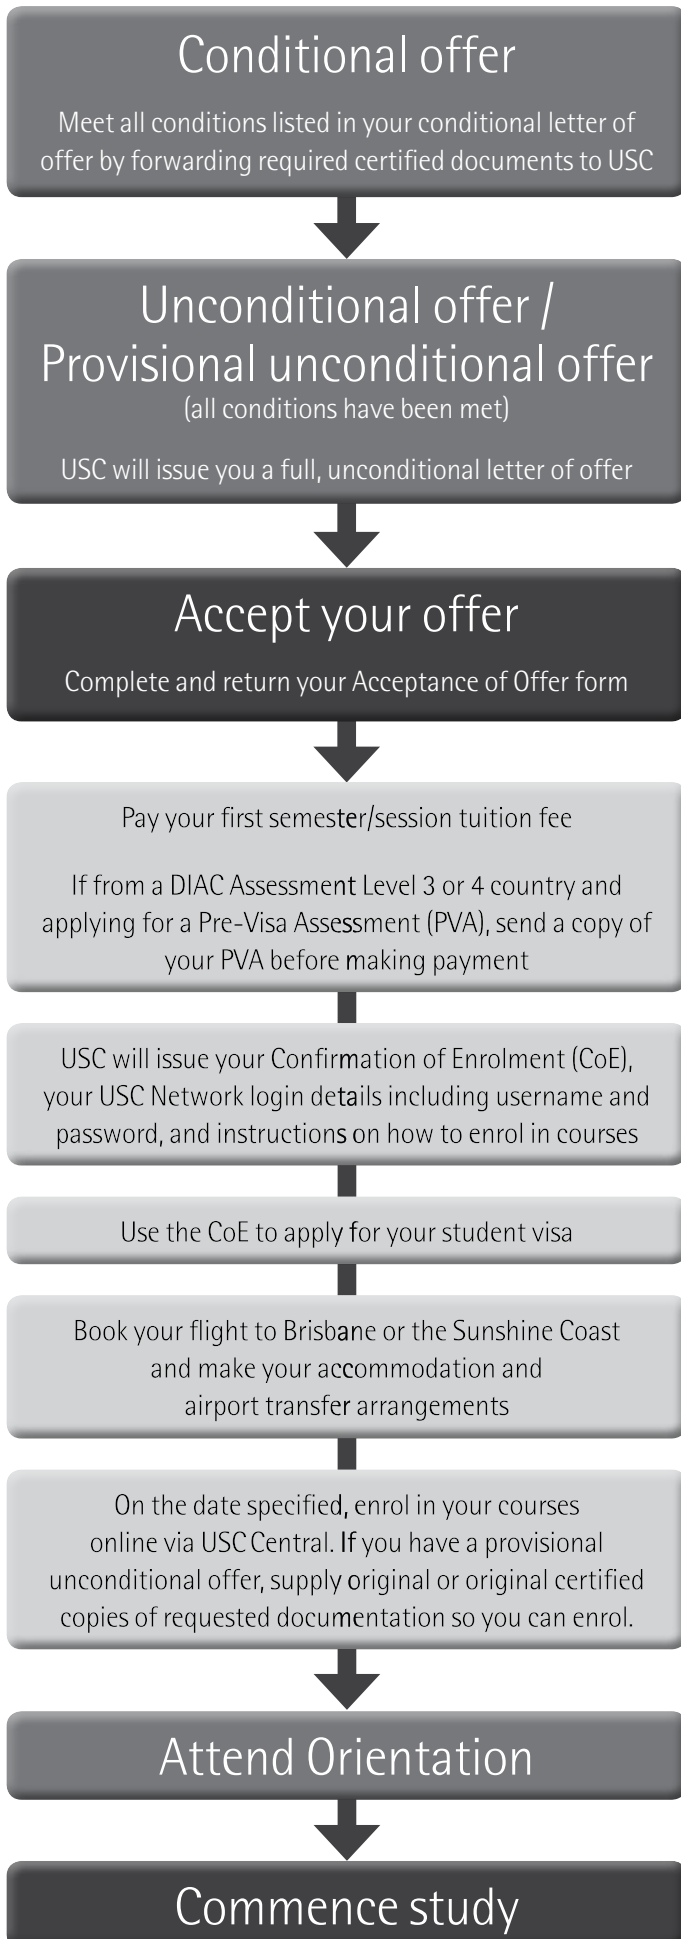 Conditional offer
Meet all conditions listed in your conditional letter of
offer by forwarding required certified documents to USC
Unconditional offer /
Provisional unconditional offer
(all conditions have been met)
USC will issue you a full, unconditional letter of offer
Accept your offer
Complete and return your Acceptance of Offer form
Pay your first semester/session tuition fee
If from a DIAC Assessment Level 3 or 4 country and
applying for a Pre-Visa Assessment (PVA), send a copy of
your PVA before making payment
USC will issue your Confirmation of Enrolment (CoE),
your USC Network login details including username and
password, and instructions on how to enrol in courses
Use the CoE to apply for your student visa
Book your flight to Brisbane or the Sunshine Coast
and make your accommodation and
airport transfer arrangements
On the date specified, enrol in your courses
online via USC Central. If you have a provisional
unconditional offer, supply original or original certified
copies of requested documentation so you can enrol.
Attend Orientation
Commence study